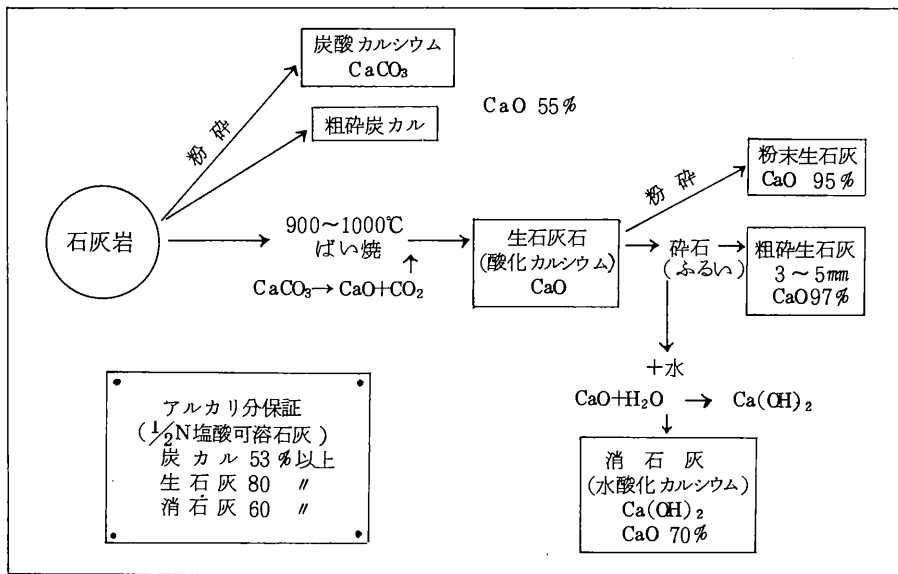 炭酸カルシウム
CaCO₃
CaO 55%
粗砕炭カル
粉砕
石灰岩
900～1000℃
ばい焼
CaCO₃→CaO+CO₂
生石灰石
(酸化カルシウム)
CaO
粉砕
粉末生石灰
CaO 95%
砕石
(ふるい)
粗砕生石灰
3～5mm
CaO97%
+水
CaO+H₂O → Ca(OH)₂
消石灰
(水酸化カルシウム)
Ca(OH)₂
CaO 70%
アルカリ分保証
(1/2N塩酸可溶石灰)
炭カル 53%以上
生石灰 80 〃
消石灰 60 〃